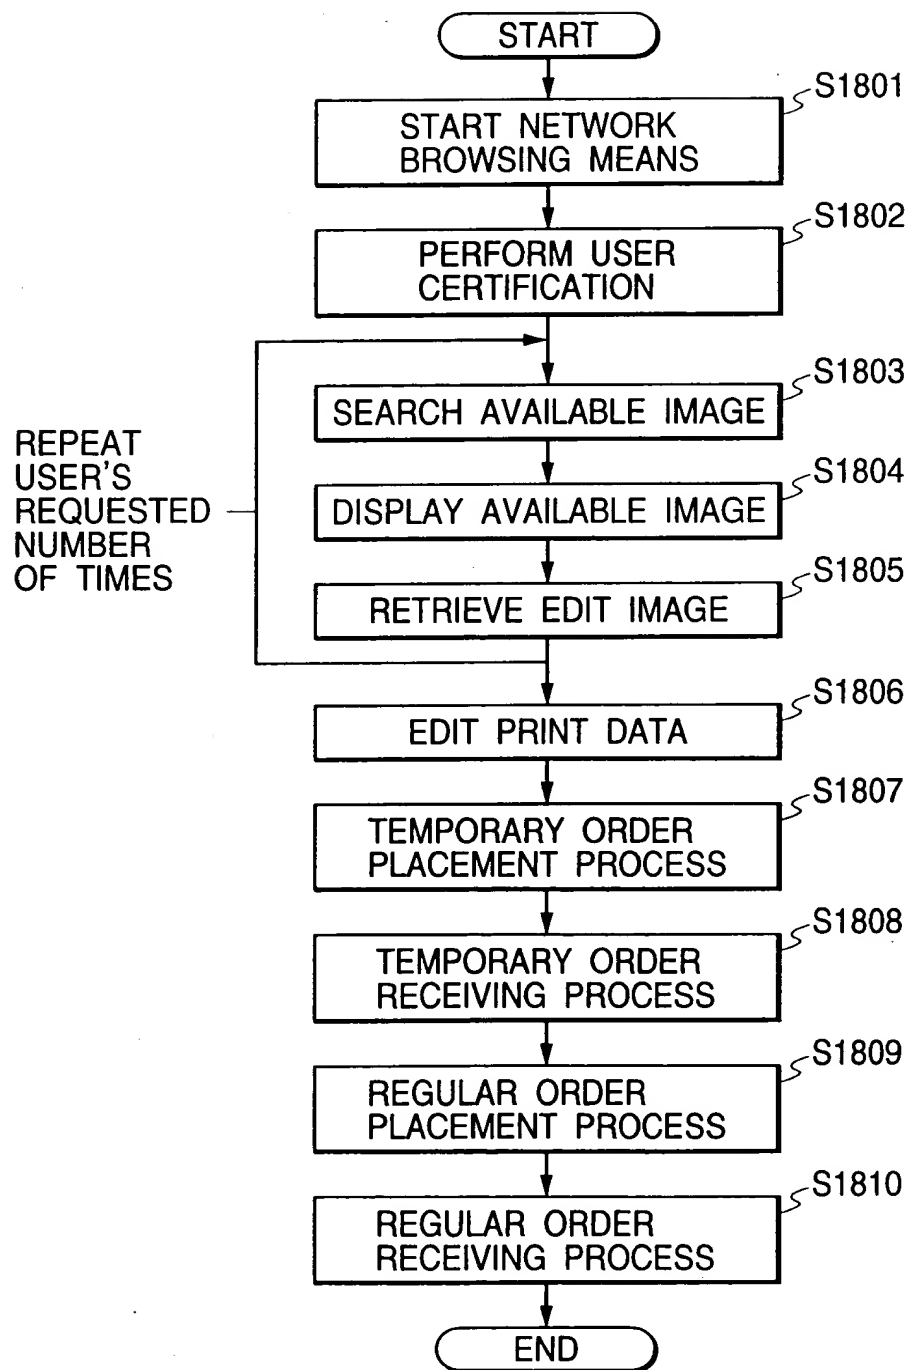 START
S1801
START NETWORK
BROWSING MEANS
S1802
PERFORM USER
CERTIFICATION
S1803
SEARCH AVAILABLE IMAGE
REPEAT
USER'S
REQUESTED
NUMBER
OF TIMES
S1804
DISPLAY AVAILABLE IMAGE
S1805
RETRIEVE EDIT IMAGE
S1806
EDIT PRINT DATA
S1807
TEMPORARY ORDER
PLACEMENT PROCESS
S1808
TEMPORARY ORDER
RECEIVING PROCESS
S1809
REGULAR ORDER
PLACEMENT PROCESS
S1810
REGULAR ORDER
RECEIVING PROCESS
END